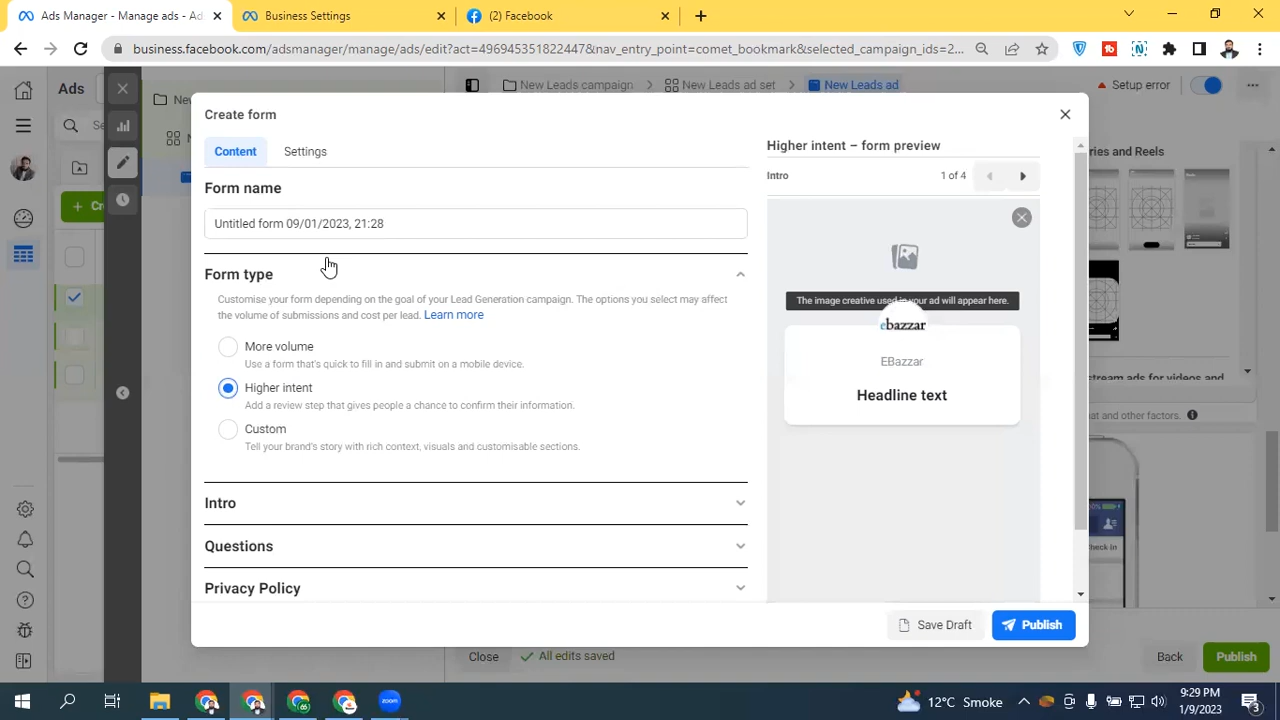 Ads Manager - Manage ads - Ad
Business Settings
(2) Facebook
business.facebook.com/adsmanager/manage/ads/edit?act=496945351822447&nav_entry_point=comet_bookmark&selected_campaign_ids=2...
Ads
New Leads campaign
New Leads ad set
New Leads ad
Setup error
Create form
Content
Settings
Form name
Untitled form 09/01/2023, 21:28
Form type
Customise your form depending on the goal of your Lead Generation campaign. The options you select may affect
the volume of submissions and cost per lead. Learn more
More volume
Use a form that's quick to fill in and submit on a mobile device.
Higher intent
Add a review step that gives people a chance to confirm their information.
Custom
Tell your brand's story with rich context, visuals and customisable sections.
Intro
Questions
Privacy Policy
Higher intent – form preview
Intro
1 of 4
The image creative used in your ad will appear here.
ebazzar
EBazzar
Headline text
Save Draft
Publish
ries and Reels
stream ads for videos and
at and other factors.
heck in
Close
All edits saved
Back
Publish
12°C Smoke
9:29 PM
1/9/2023